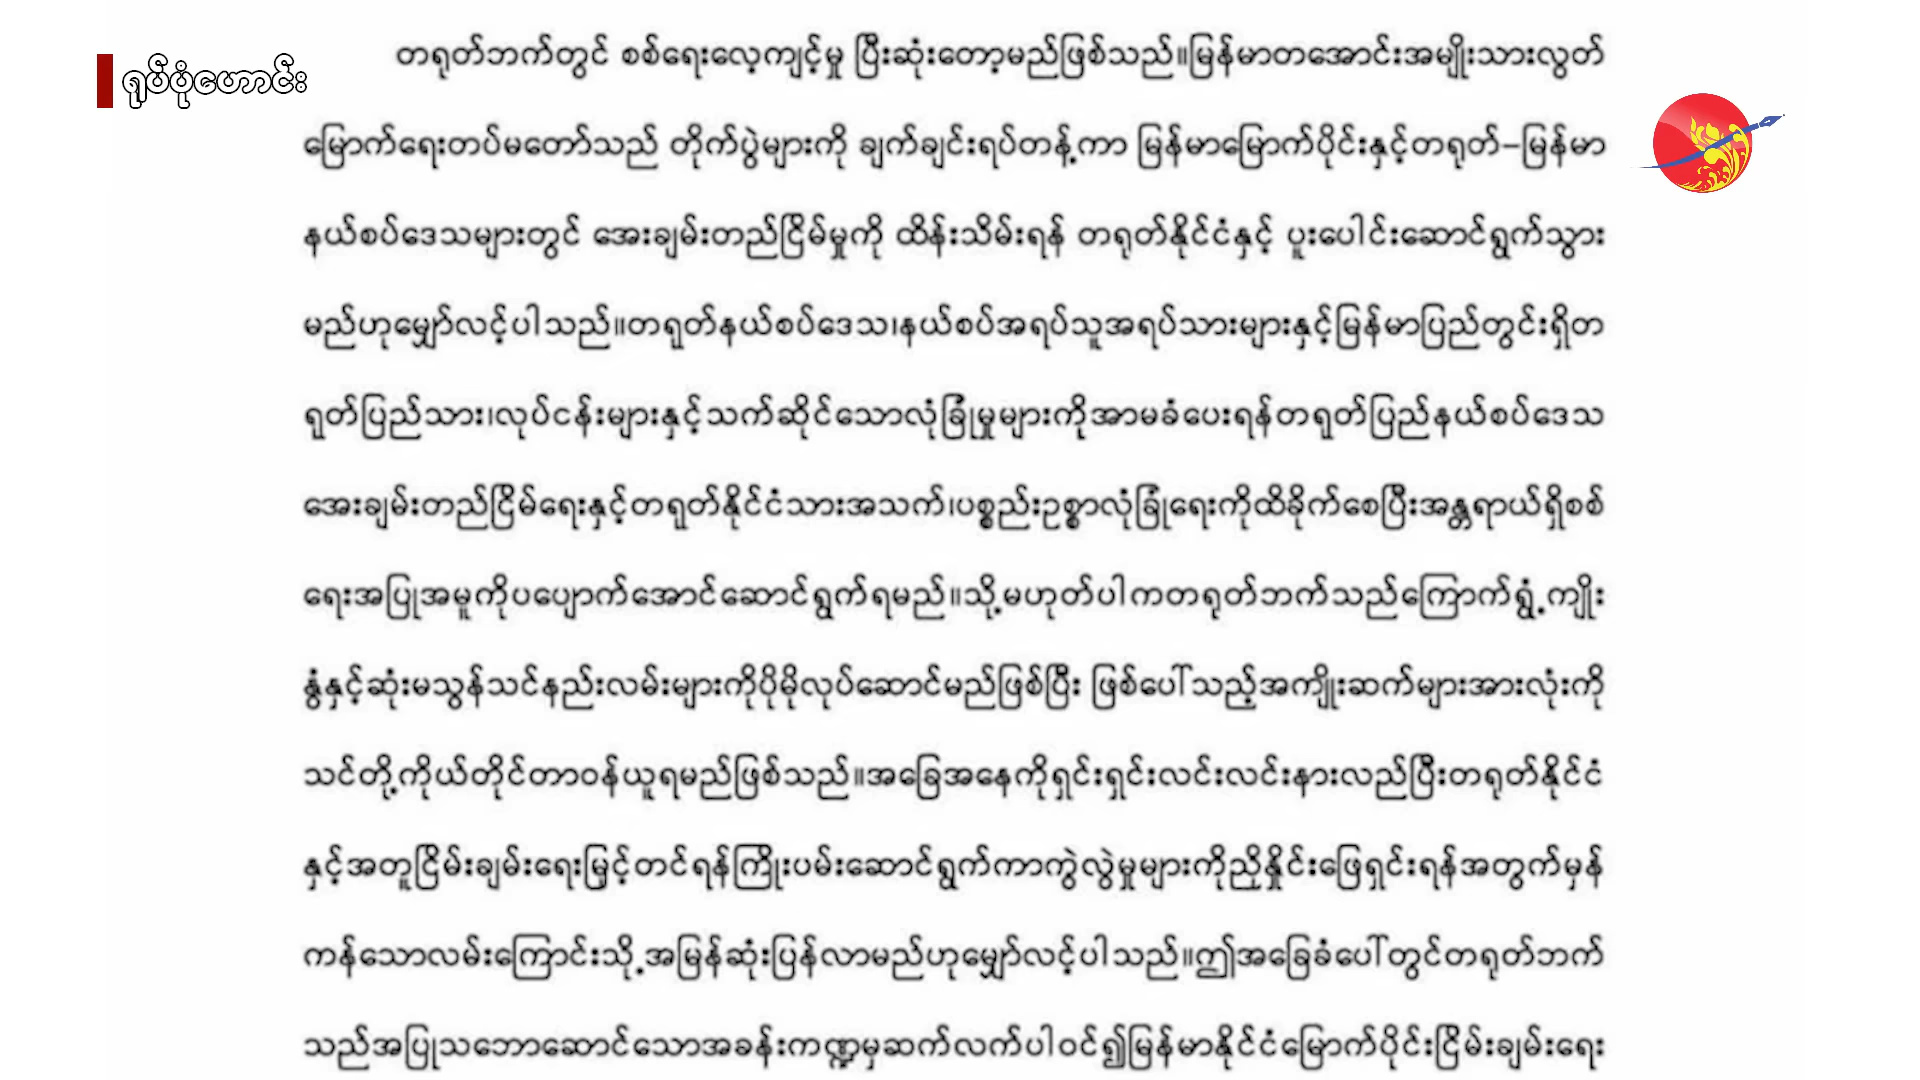 တရုတ်ဘက်တွင် စစ်ရေးလေ့ကျင့်မှု ပြီးဆုံးတော့မည်ဖြစ်သည်။မြန်မာတအောင်းအမျိုးသားလွတ်
ရုပ်ပုံဟောင်း
မြောက်ရေးတပ်မတော်သည် တိုက်ပွဲများကို ချက်ချင်းရပ်တန့်ကာ မြန်မာမြောက်ပိုင်းနှင့်တရုတ်–မြန်မာ
နယ်စပ်ဒေသများတွင် အေးချမ်းတည်ငြိမ်မှုကို ထိန်းသိမ်းရန် တရုတ်နိုင်ငံနှင့် ပူးပေါင်းဆောင်ရွက်သွား
မည်ဟုမျှော်လင့်ပါသည်။တရုတ်နယ်စပ်ဒေသ၊နယ်စပ်အရပ်သူအရပ်သားများနှင့်မြန်မာပြည်တွင်းရှိတ
ရုတ်ပြည်သား၊လုပ်ငန်းများနှင့်သက်ဆိုင်သောလုံခြုံမှုများကိုအာမခံပေးရန်တရုတ်ပြည်နယ်စပ်ဒေသ
အေးချမ်းတည်ငြိမ်ရေးနှင့်တရုတ်နိုင်ငံသားအသက်၊ပစ္စည်းဥစ္စာလုံခြုံရေးကိုထိခိုက်စေပြီးအန္တရာယ်ရှိစစ်
ရေးအပြုအမူကိုပပျောက်အောင်ဆောင်ရွက်ရမည်။သို့မဟုတ်ပါကတရုတ်ဘက်သည်ကြောက်ရွံ့ကျိုး
နွံနှင့်ဆုံးမသွန်သင်နည်းလမ်းများကိုပိုမိုလုပ်ဆောင်မည်ဖြစ်ပြီး ဖြစ်ပေါ်သည့်အကျိုးဆက်များအားလုံးကို
သင်တို့ကိုယ်တိုင်တာဝန်ယူရမည်ဖြစ်သည်။အခြေအနေကိုရှင်းရှင်းလင်းလင်းနားလည်ပြီးတရုတ်နိုင်ငံ
နှင့်အတူငြိမ်းချမ်းရေးမြှင့်တင်ရန်ကြိုးပမ်းဆောင်ရွက်ကာကွဲလွဲမှုများကိုညှိနှိုင်းဖြေရှင်းရန်အတွက်မှန်
ကန်သောလမ်းကြောင်းသို့အမြန်ဆုံးပြန်လာမည်ဟုမျှော်လင့်ပါသည်။ဤအခြေခံပေါ်တွင်တရုတ်ဘက်
သည်အပြုသဘောဆောင်သောအခန်းကဏ္ဍမှဆက်လက်ပါဝင်၍မြန်မာနိုင်ငံမြောက်ပိုင်းငြိမ်းချမ်းရေး